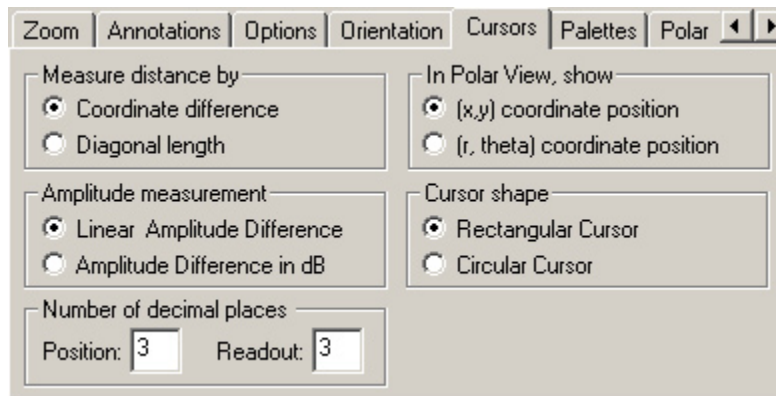 Zoom Annotations Options Orientation Cursors Palettes Polar
Measure distance by
Coordinate difference
Diagonal length
In Polar View, show
(x,y) coordinate position
(r, theta) coordinate position
Amplitude measurement
Linear Amplitude Difference
Amplitude Difference in dB
Cursor shape
Rectangular Cursor
Circular Cursor
Number of decimal places
Position: 3 Readout: 3